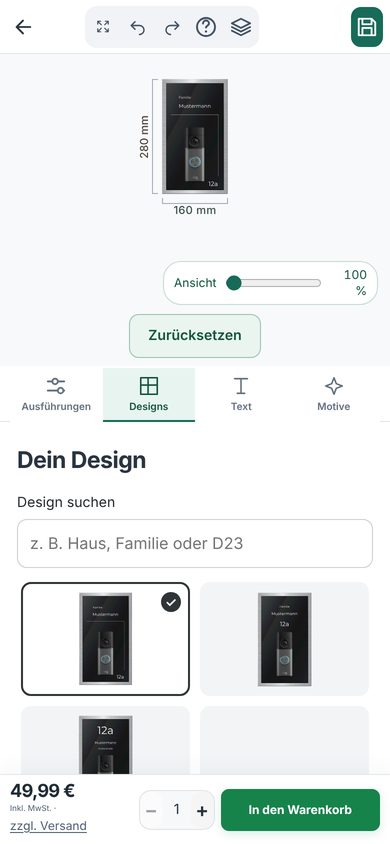 Familie
Mustermann
12a
280 mm
160 mm
Ansicht
100
%
Zurücksetzen
Ausführungen
Designs
Text
Motive
Dein Design
Design suchen
z. B. Haus, Familie oder D23
Mustermann
12a
Mustermann
12a
12a
Mustermann
49,99 €
Inkl. MwSt. ·
zzgl. Versand
1
In den Warenkorb